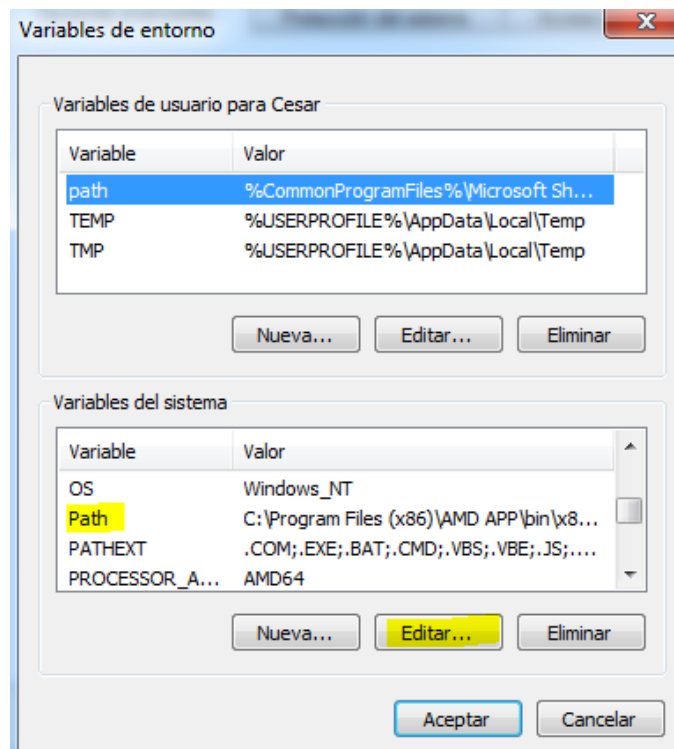 Variables de entorno
Variables de usuario para Cesar
Variable Valor
path %CommonProgramFiles%\Microsoft Sh...
TEMP %USERPROFILE%\AppData\Local\Temp
TMP %USERPROFILE%\AppData\Local\Temp
Nueva... Editar... Eliminar
Variables del sistema
Variable Valor
OS Windows_NT
Path C:\Program Files (x86)\AMD APP\bin\x8...
PATHEXT .COM;.EXE;.BAT;.CMD;.VBS;.VBE;.JS;....
PROCESSOR_A... AMD64
Nueva... Editar... Eliminar
Aceptar Cancelar